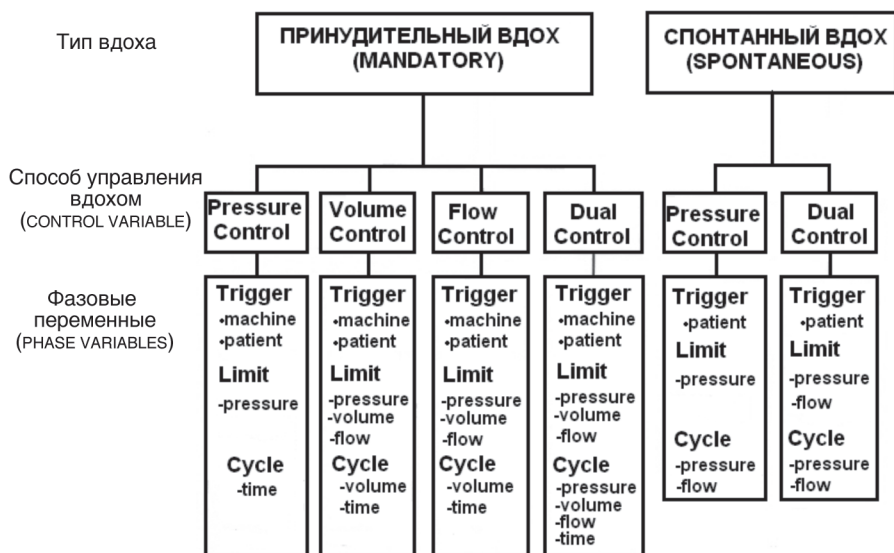 Тип вдоха
ПРИНУДИТЕЛЬНЫЙ ВДОХ
(MANDATORY)
СПОНТАННЫЙ ВДОХ
(SPONTANEOUS)
Способ управления
вдохом
(CONTROL VARIABLE)
Pressure
Control
Volume
Control
Flow
Control
Dual
Control
Pressure
Control
Dual
Control
Фазовые
переменные
(PHASE VARIABLES)
Trigger
•machine
•patient
Limit
-pressure
Cycle
-time
Trigger
•machine
•patient
Limit
-pressure
-volume
-flow
Cycle
-volume
-time
Trigger
•machine
•patient
Limit
-pressure
-volume
-flow
Cycle
-volume
-time
Trigger
•machine
•patient
Limit
-pressure
-volume
-flow
Cycle
-pressure
-volume
-flow
-time
Trigger
•patient
Limit
-pressure
Cycle
-pressure
-flow
Trigger
•patient
Limit
-pressure
-flow
Cycle
-pressure
-flow